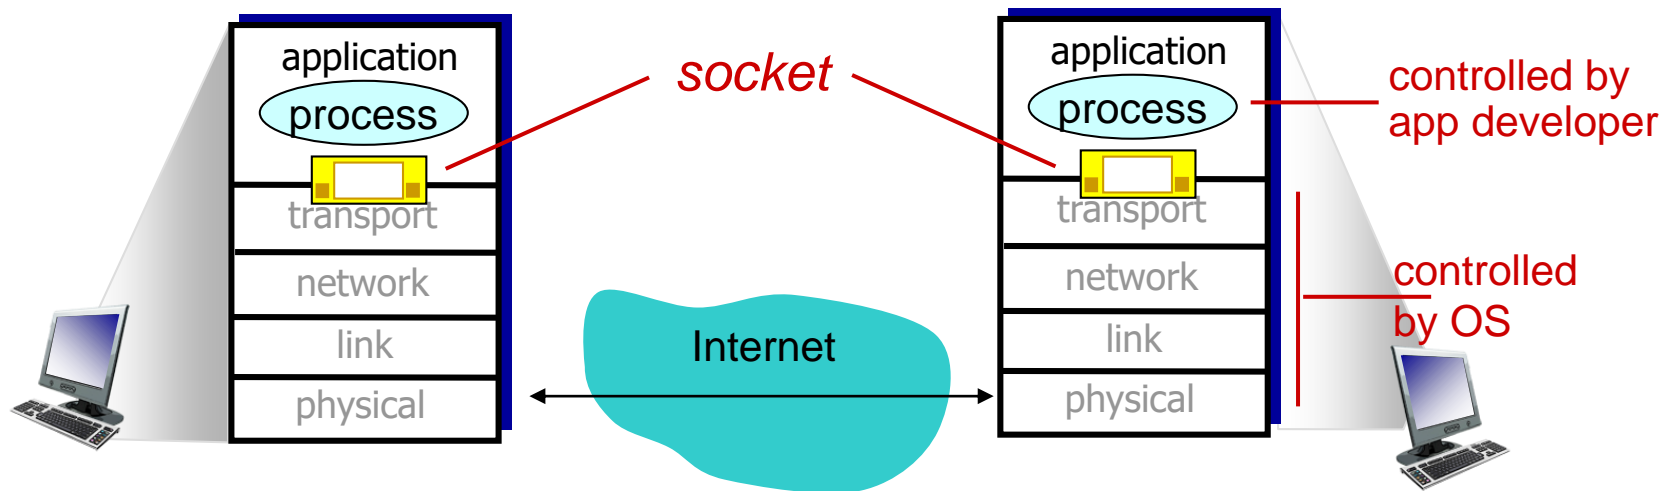 application
process
transport
network
link
physical
socket
Internet
application
process
transport
network
link
physical
controlled by
app developer
controlled
by OS